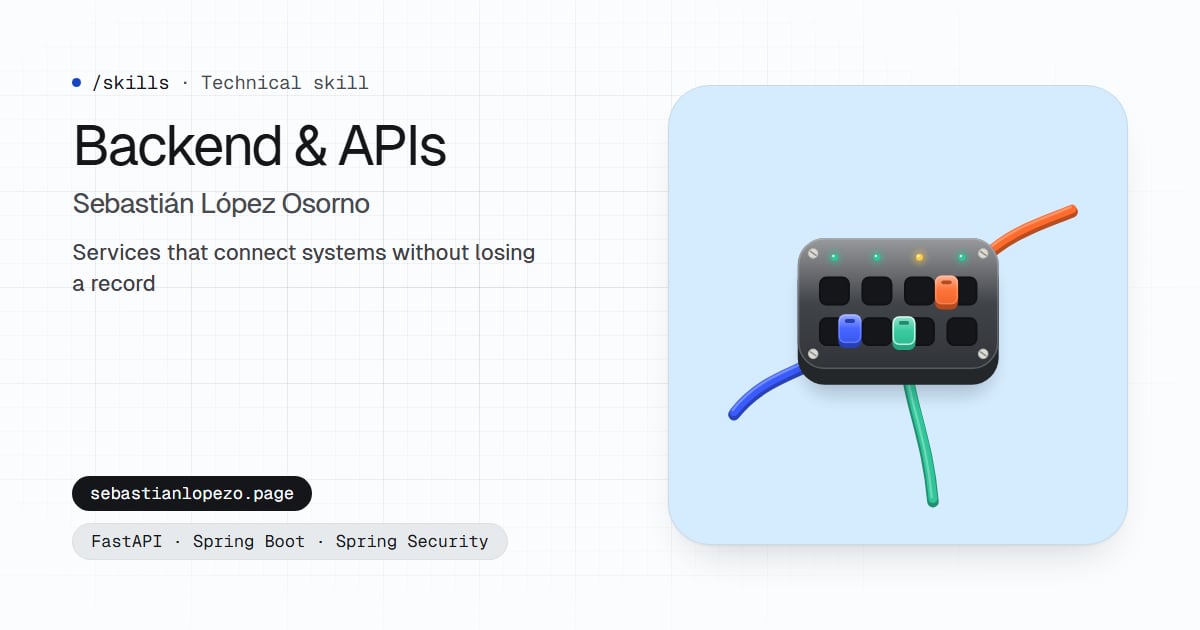 /skills · Technical skill
Backend & APIs
Sebastián López Osorno
Services that connect systems without losing
a record
sebastianlopezo.page
FastAPI · Spring Boot · Spring Security